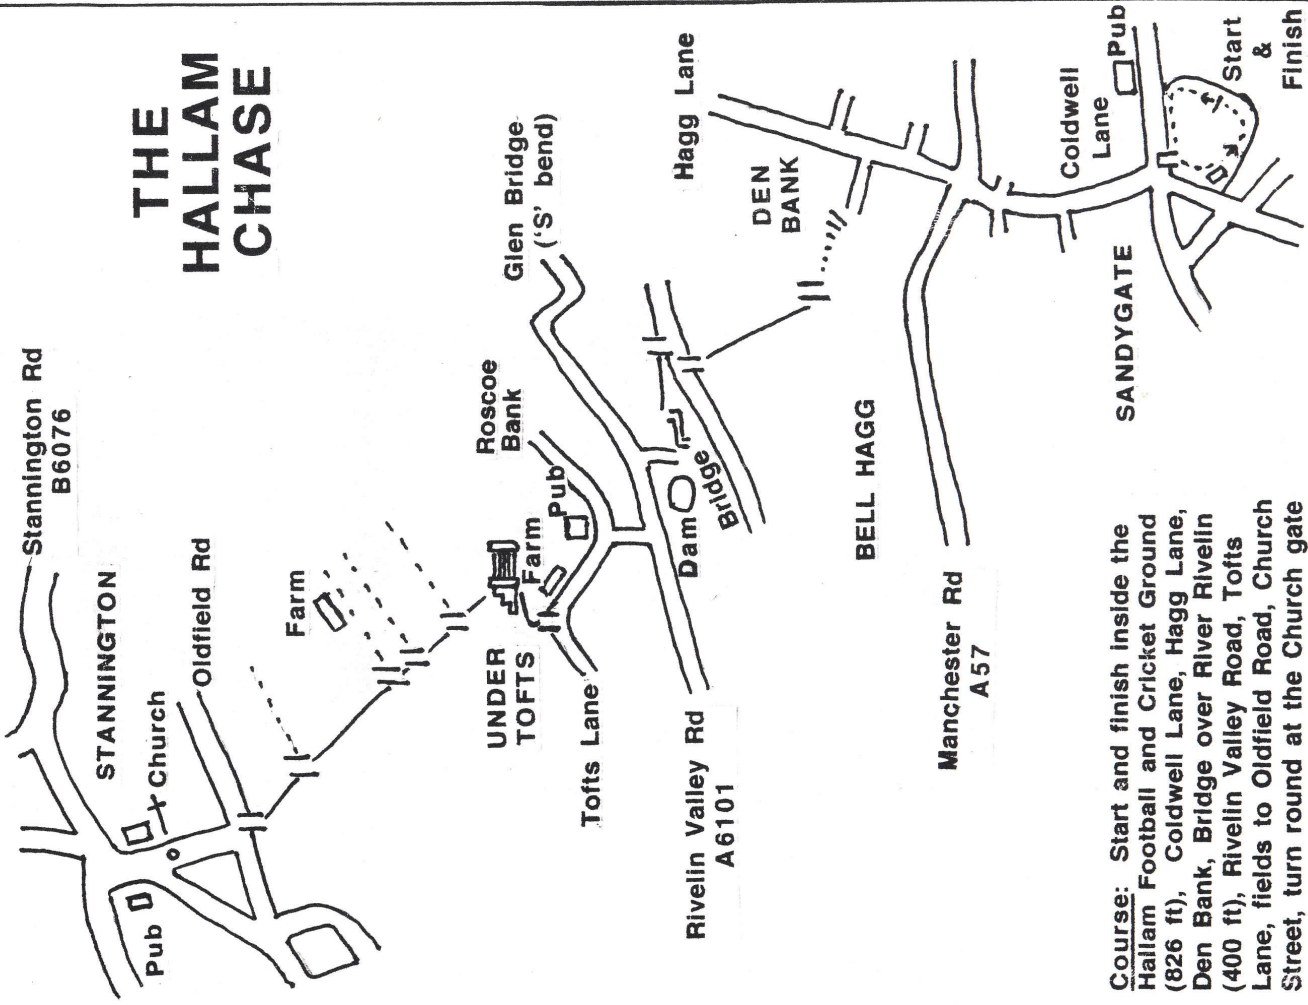 Stannington Rd
B6076
THE
HALLAM
CHASE
STANNINGTON
Church
Pub
Oldfield Rd
Farm
Glen Bridge
('S' bend)
Roscoe
Bank
UNDER
TOFTS
Farm
Pub
Tofts Lane
Hagg Lane
Rivelin Valley Rd
A6101
Dam
Bridge
DEN
BANK
BELL HAGG
Manchester Rd
A57
Coldwell
Lane
Pub
SANDYGATE
Start
&
Finish
Course: Start and finish inside the
Hallam Football and Cricket Ground
(826 ft), Coldwell Lane, Hagg Lane,
Den Bank, Bridge over River Rivelin
(400 ft), Rivelin Valley Road, Tofts
Lane, fields to Oldfield Road, Church
Street, turn round at the Church gate